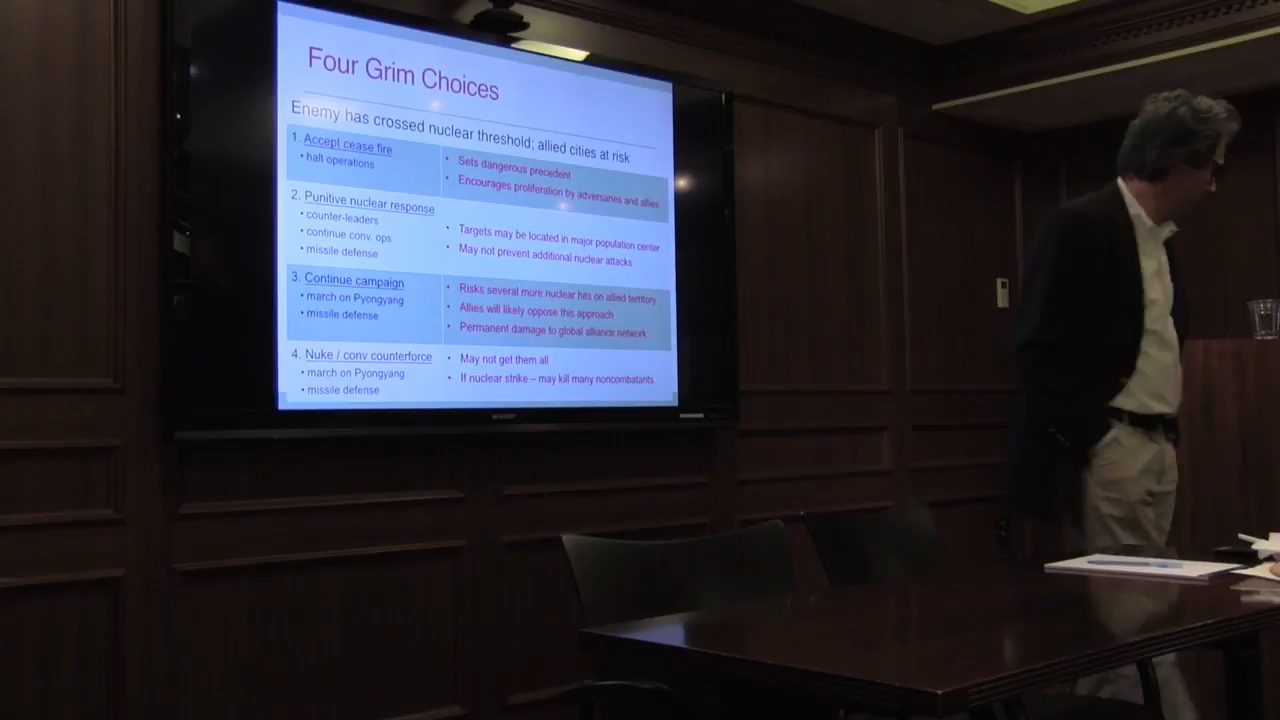 Four Grim Choices
Enemy has crossed nuclear threshold; allied cities at risk
1. Accept cease fire
• halt operations
• Sets dangerous precedent
• Encourages proliferation by adversaries and allies
2. Punitive nuclear response
• counter-leaders
• continue conv. ops
• missile defense
• Targets may be located in major population center
• May not prevent additional nuclear attacks
3. Continue campaign
• march on Pyongyang
• missile defense
• Risks several more nuclear hits on allied territory
• Allies will likely oppose this approach
• Permanent damage to global alliance network
4. Nuke / conv counterforce
• march on Pyongyang
• missile defense
• May not get them all
• If nuclear strike – may kill many noncombatants